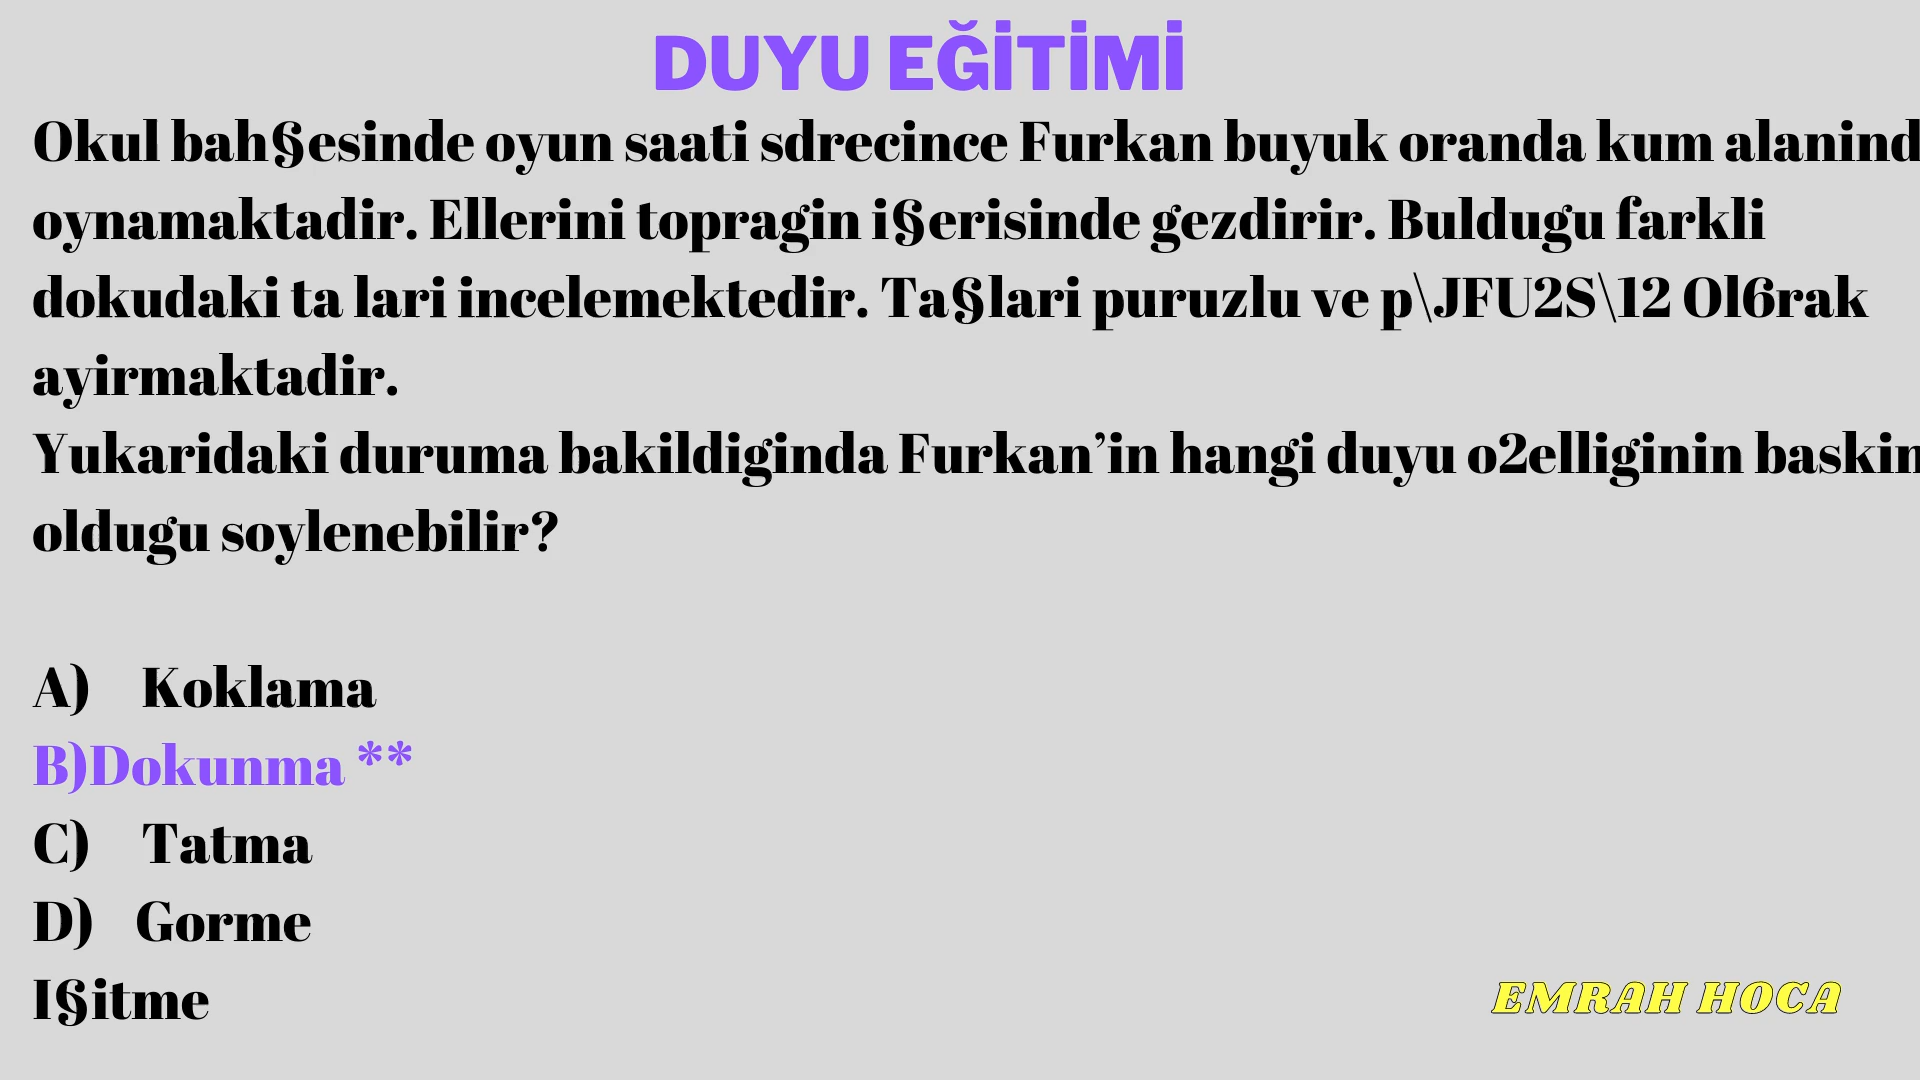 DUYU EĞİTİMİ
Okul bah§esinde oyun saati sdrecince Furkan buyuk oranda kum alanind
oynamaktadir. Ellerini topragin i§erisinde gezdirir. Buldugu farkli
dokudaki ta lari incelemektedir. Ta§lari puruzlu ve p\JFU2S\12 Ol6rak
ayirmaktadir.
Yukaridaki duruma bakildiginda Furkan’in hangi duyu o2elliginin baskin
oldugu soylenebilir?
A) Koklama
B)Dokunma **
C) Tatma
D) Gorme
I§itme
EMRAH HOCA